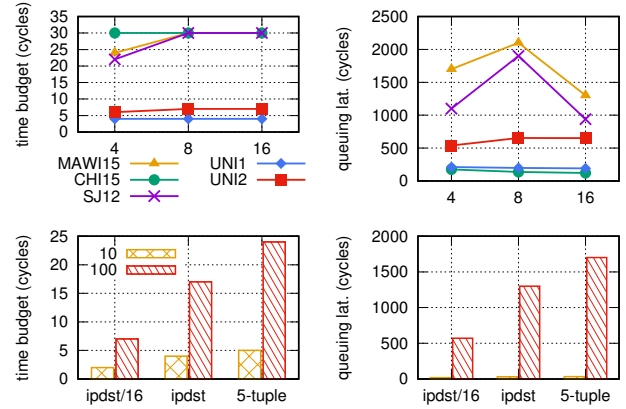 time budget (cycles)
35
30
25
20
15
10
5
0
4 8 16
MAWI15
CHI15
SJ12
UNI1
UNI2
queuing lat. (cycles)
2500
2000
1500
1000
500
0
4 8 16
time budget (cycles)
25
20
15
10
5
0
10
100
ipdst/16 ipdst 5-tuple
queuing lat. (cycles)
2000
1500
1000
500
0
ipdst/16 ipdst 5-tuple